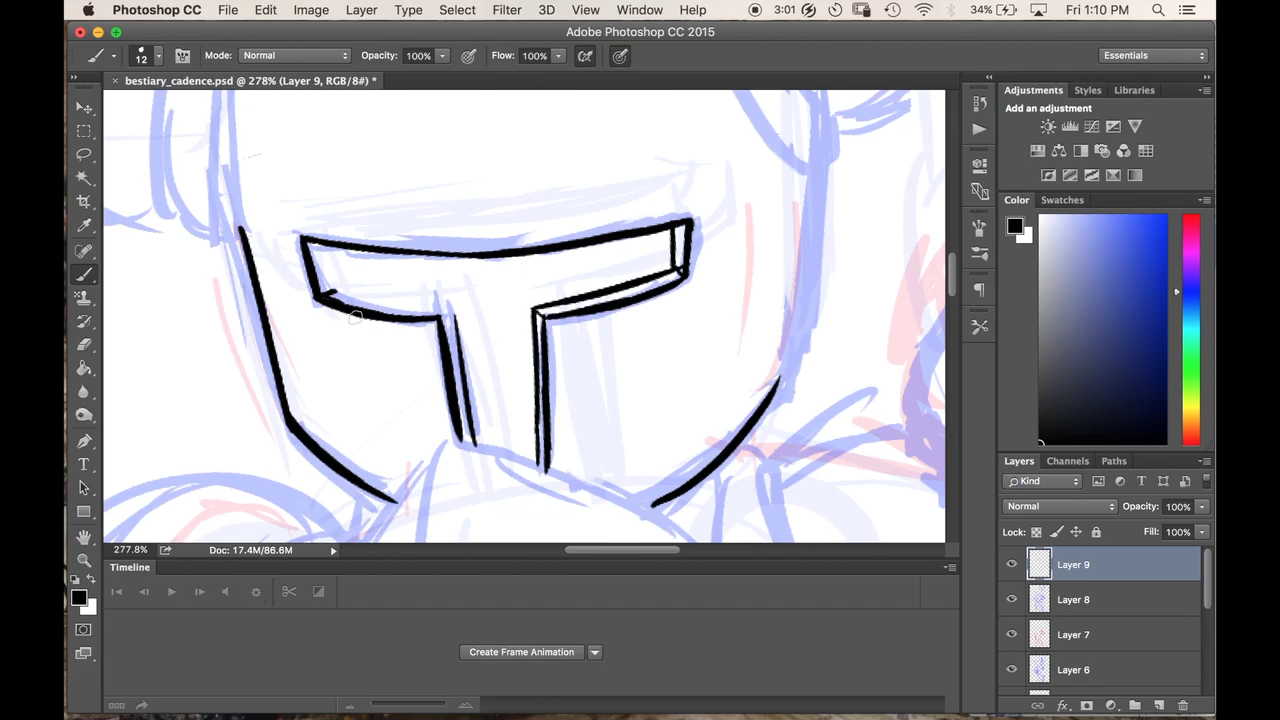 Photoshop CC File Edit Image Layer Type Select Filter 3D View Window Help 3:01 34% Fri 1:10 PM
Adobe Photoshop CC 2015
12 Mode: Normal Opacity: 100% Flow: 100% Essentials
× bestiary_cadence.psd @ 278% (Layer 9, RGB/8#) *
Adjustments Styles Libraries
Add an adjustment
Color Swatches
Layers Channels Paths
Kind
Normal Opacity: 100%
Lock: Fill: 100%
Layer 9
Layer 8
Layer 7
Layer 6
277.8% Doc: 17.4M/86.6M
Timeline
Create Frame Animation